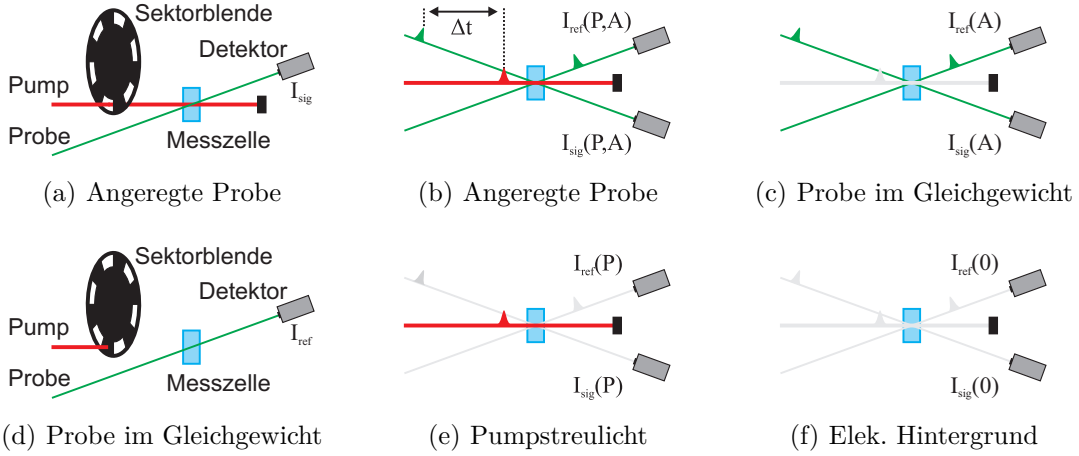 Sektorblende
Detektor
Pump
I_sig
Probe
Messzelle
(a) Angeregte Probe
Δt
I_ref(P,A)
I_sig(P,A)
(b) Angeregte Probe
I_ref(A)
I_sig(A)
(c) Probe im Gleichgewicht
Sektorblende
Detektor
Pump
I_ref
Probe
Messzelle
(d) Probe im Gleichgewicht
I_ref(P)
I_sig(P)
(e) Pumpstreulicht
I_ref(0)
I_sig(0)
(f) Elek. Hintergrund